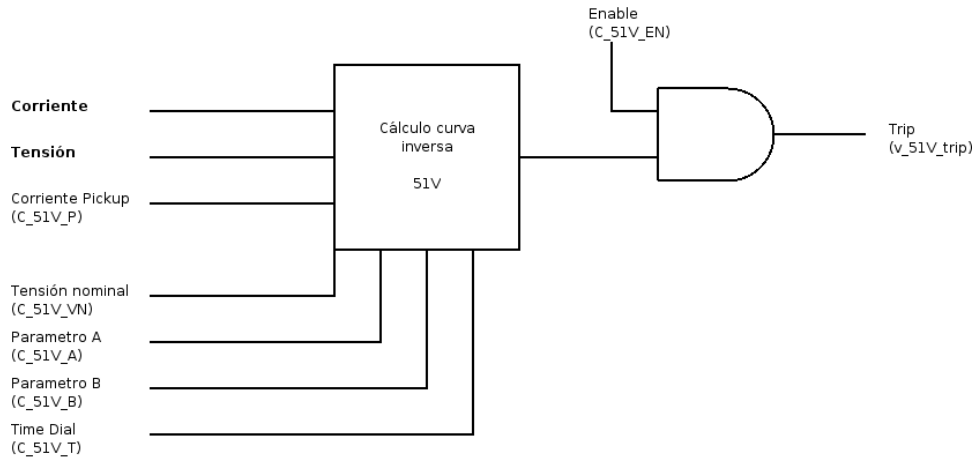 Enable
(C_51V_EN)
Corriente
Tensión
Corriente Pickup
(C_51V_P)
Cálculo curva
inversa
51V
Trip
(v_51V_trip)
Tensión nominal
(C_51V_VN)
Parametro A
(C_51V_A)
Parametro B
(C_51V_B)
Time Dial
(C_51V_T)